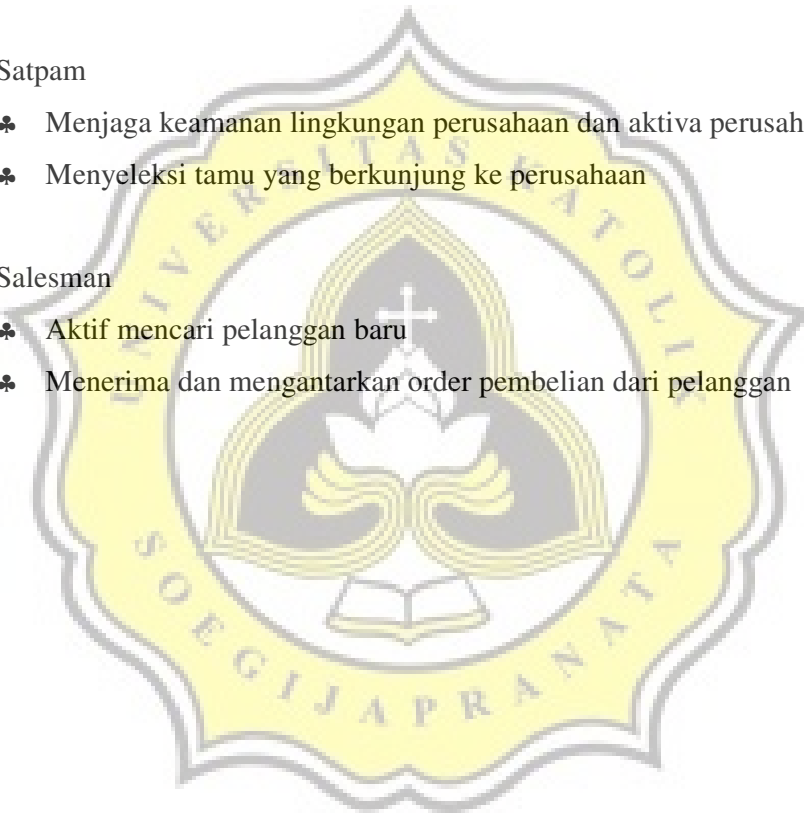 Satpam
♣ Menjaga keamanan lingkungan perusahaan dan aktiva perusah
♣ Menyeleksi tamu yang berkunjung ke perusahaan
Salesman
♣ Aktif mencari pelanggan baru
♣ Menerima dan mengantarkan order pembelian dari pelanggan
UNIVERSITAS KATOLIK
SOEGIJAPRANATA